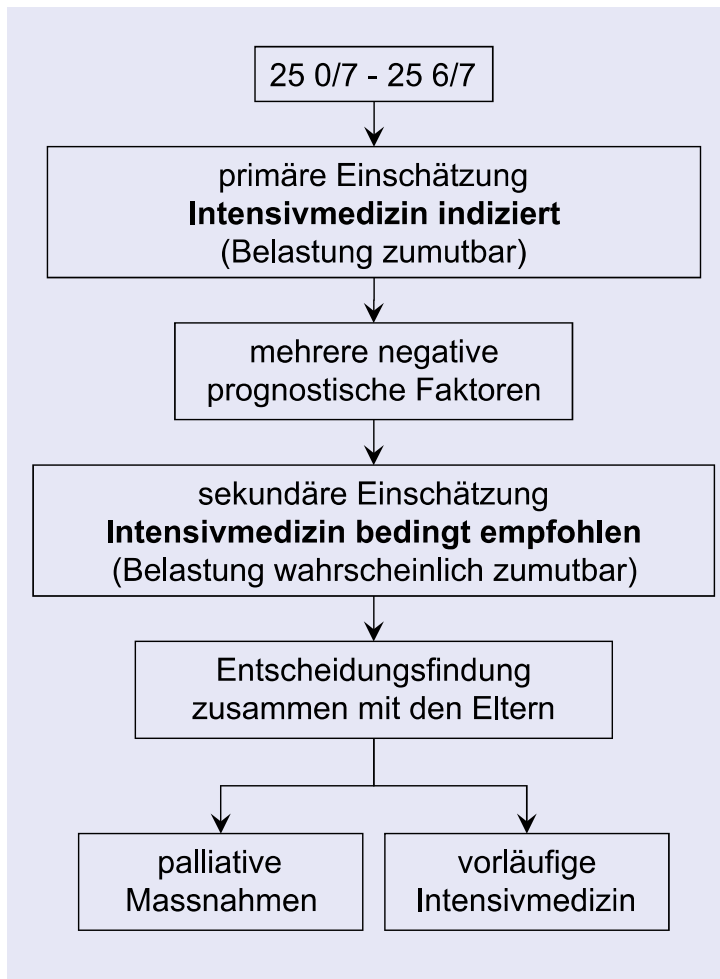 25 0/7 - 25 6/7
primäre Einschätzung
Intensivmedizin indiziert
(Belastung zumutbar)
mehrere negative
prognostische Faktoren
sekundäre Einschätzung
Intensivmedizin bedingt empfohlen
(Belastung wahrscheinlich zumutbar)
Entscheidungsfindung
zusammen mit den Eltern
palliative
Massnahmen
vorläufige
Intensivmedizin